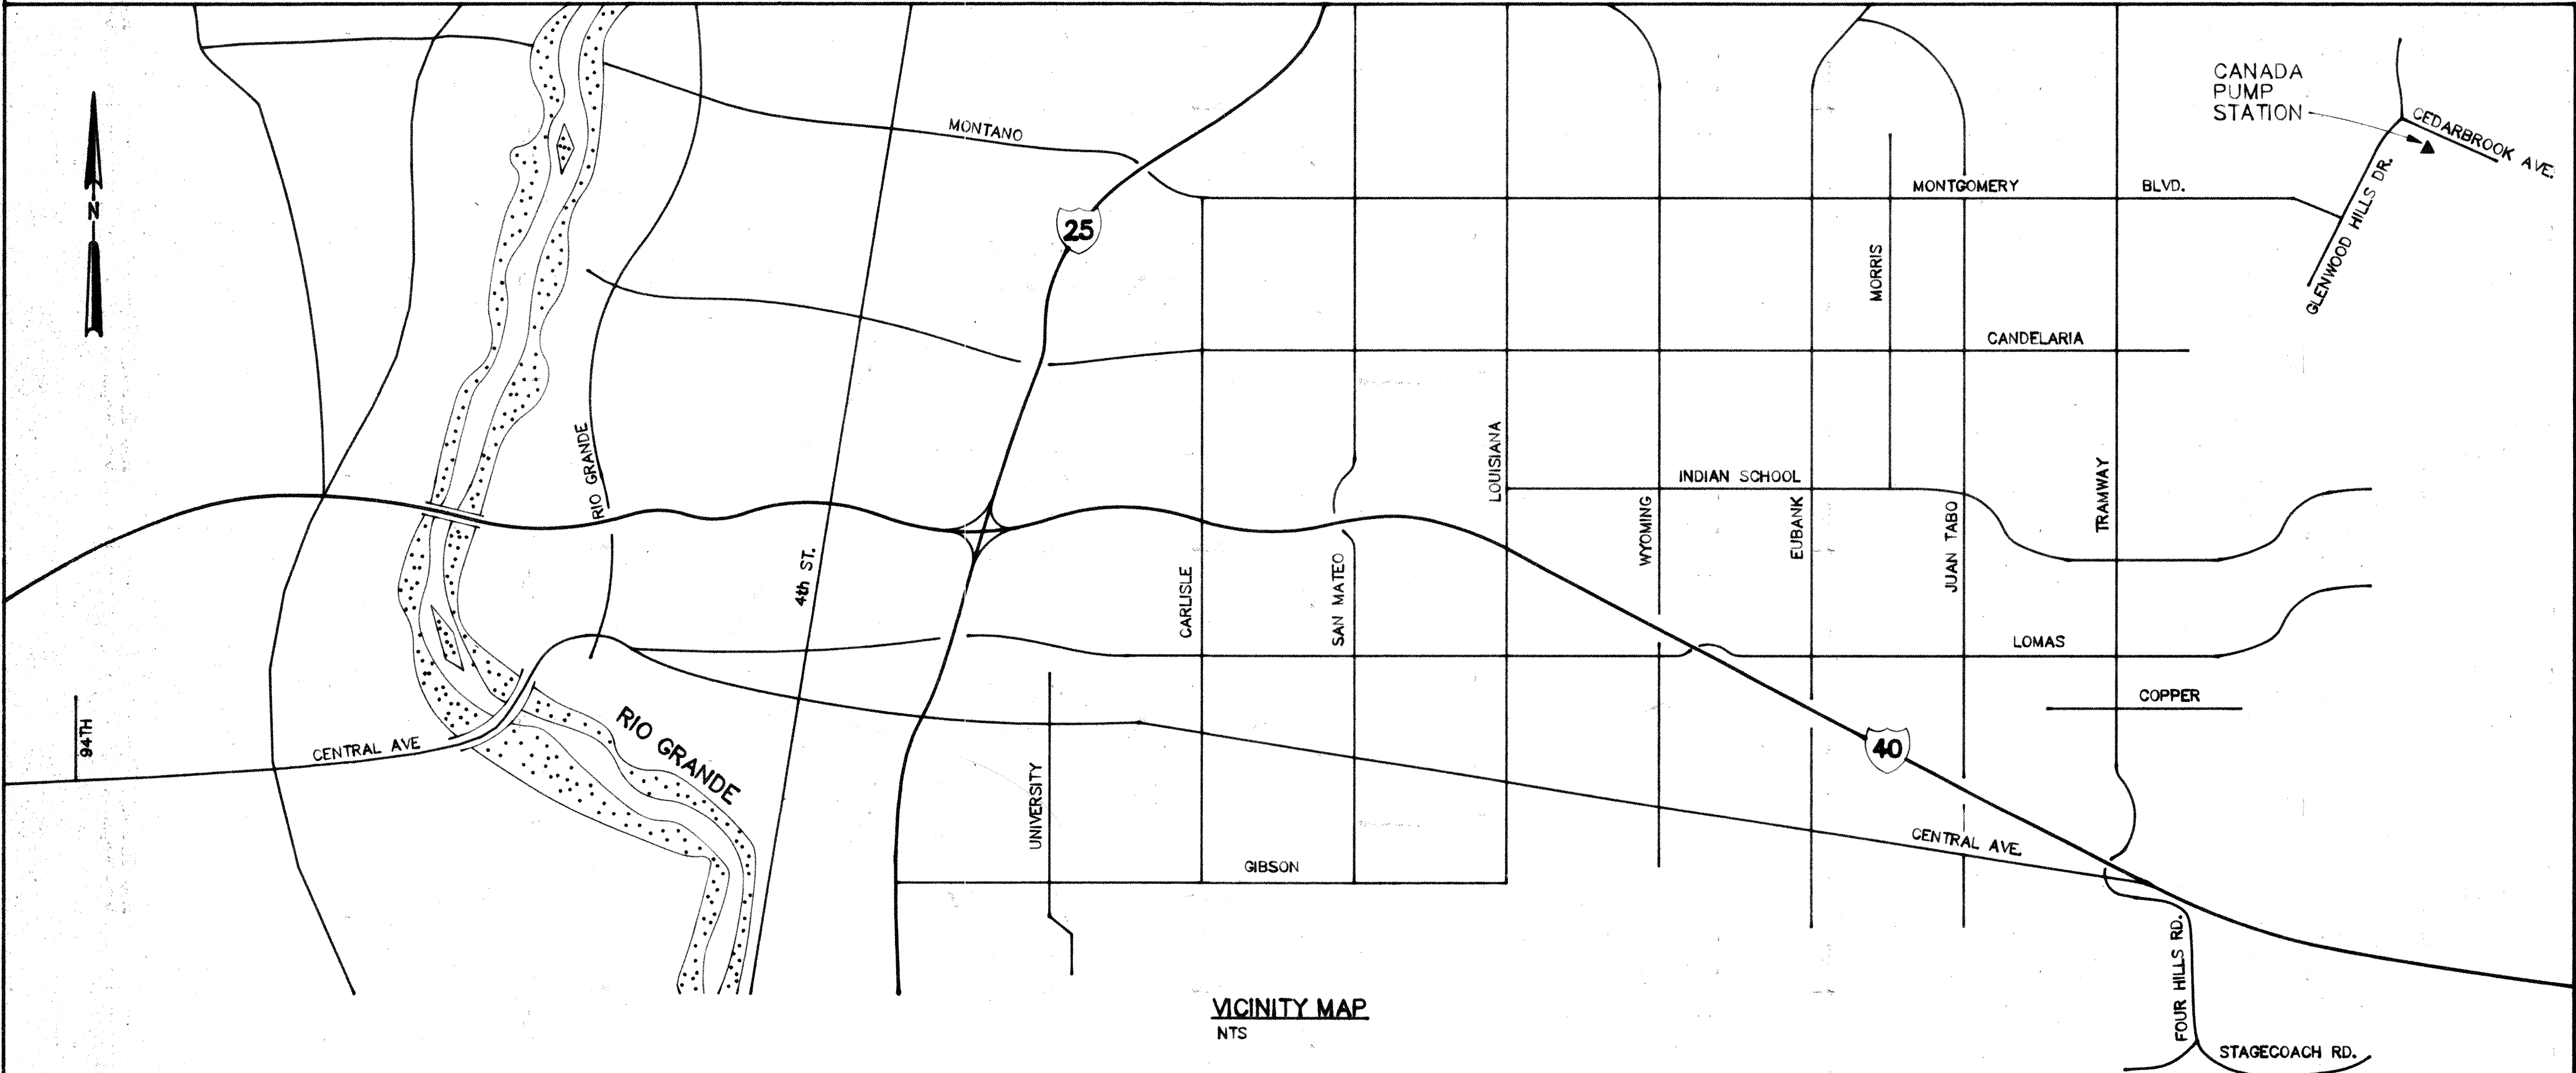 CANADA
PUMP
STATION
CEDARBROOK AVE.
GLENWOOD HILLS DR.
N
MONTANO
MONTGOMERY BLVD.
25
MORRIS
CANDELARIA
RIO GRANDE
LOUISIANA
INDIAN SCHOOL
WYOMING
EUBANK
JUAN TABO
TRAMWAY
4th ST.
CARLISLE
SAN MATEO
LOMAS
COPPER
94TH
CENTRAL AVE
RIO GRANDE
UNIVERSITY
40
CENTRAL AVE.
GIBSON
FOUR HILLS RD.
STAGECOACH RD.
VICINITY MAP
NTS